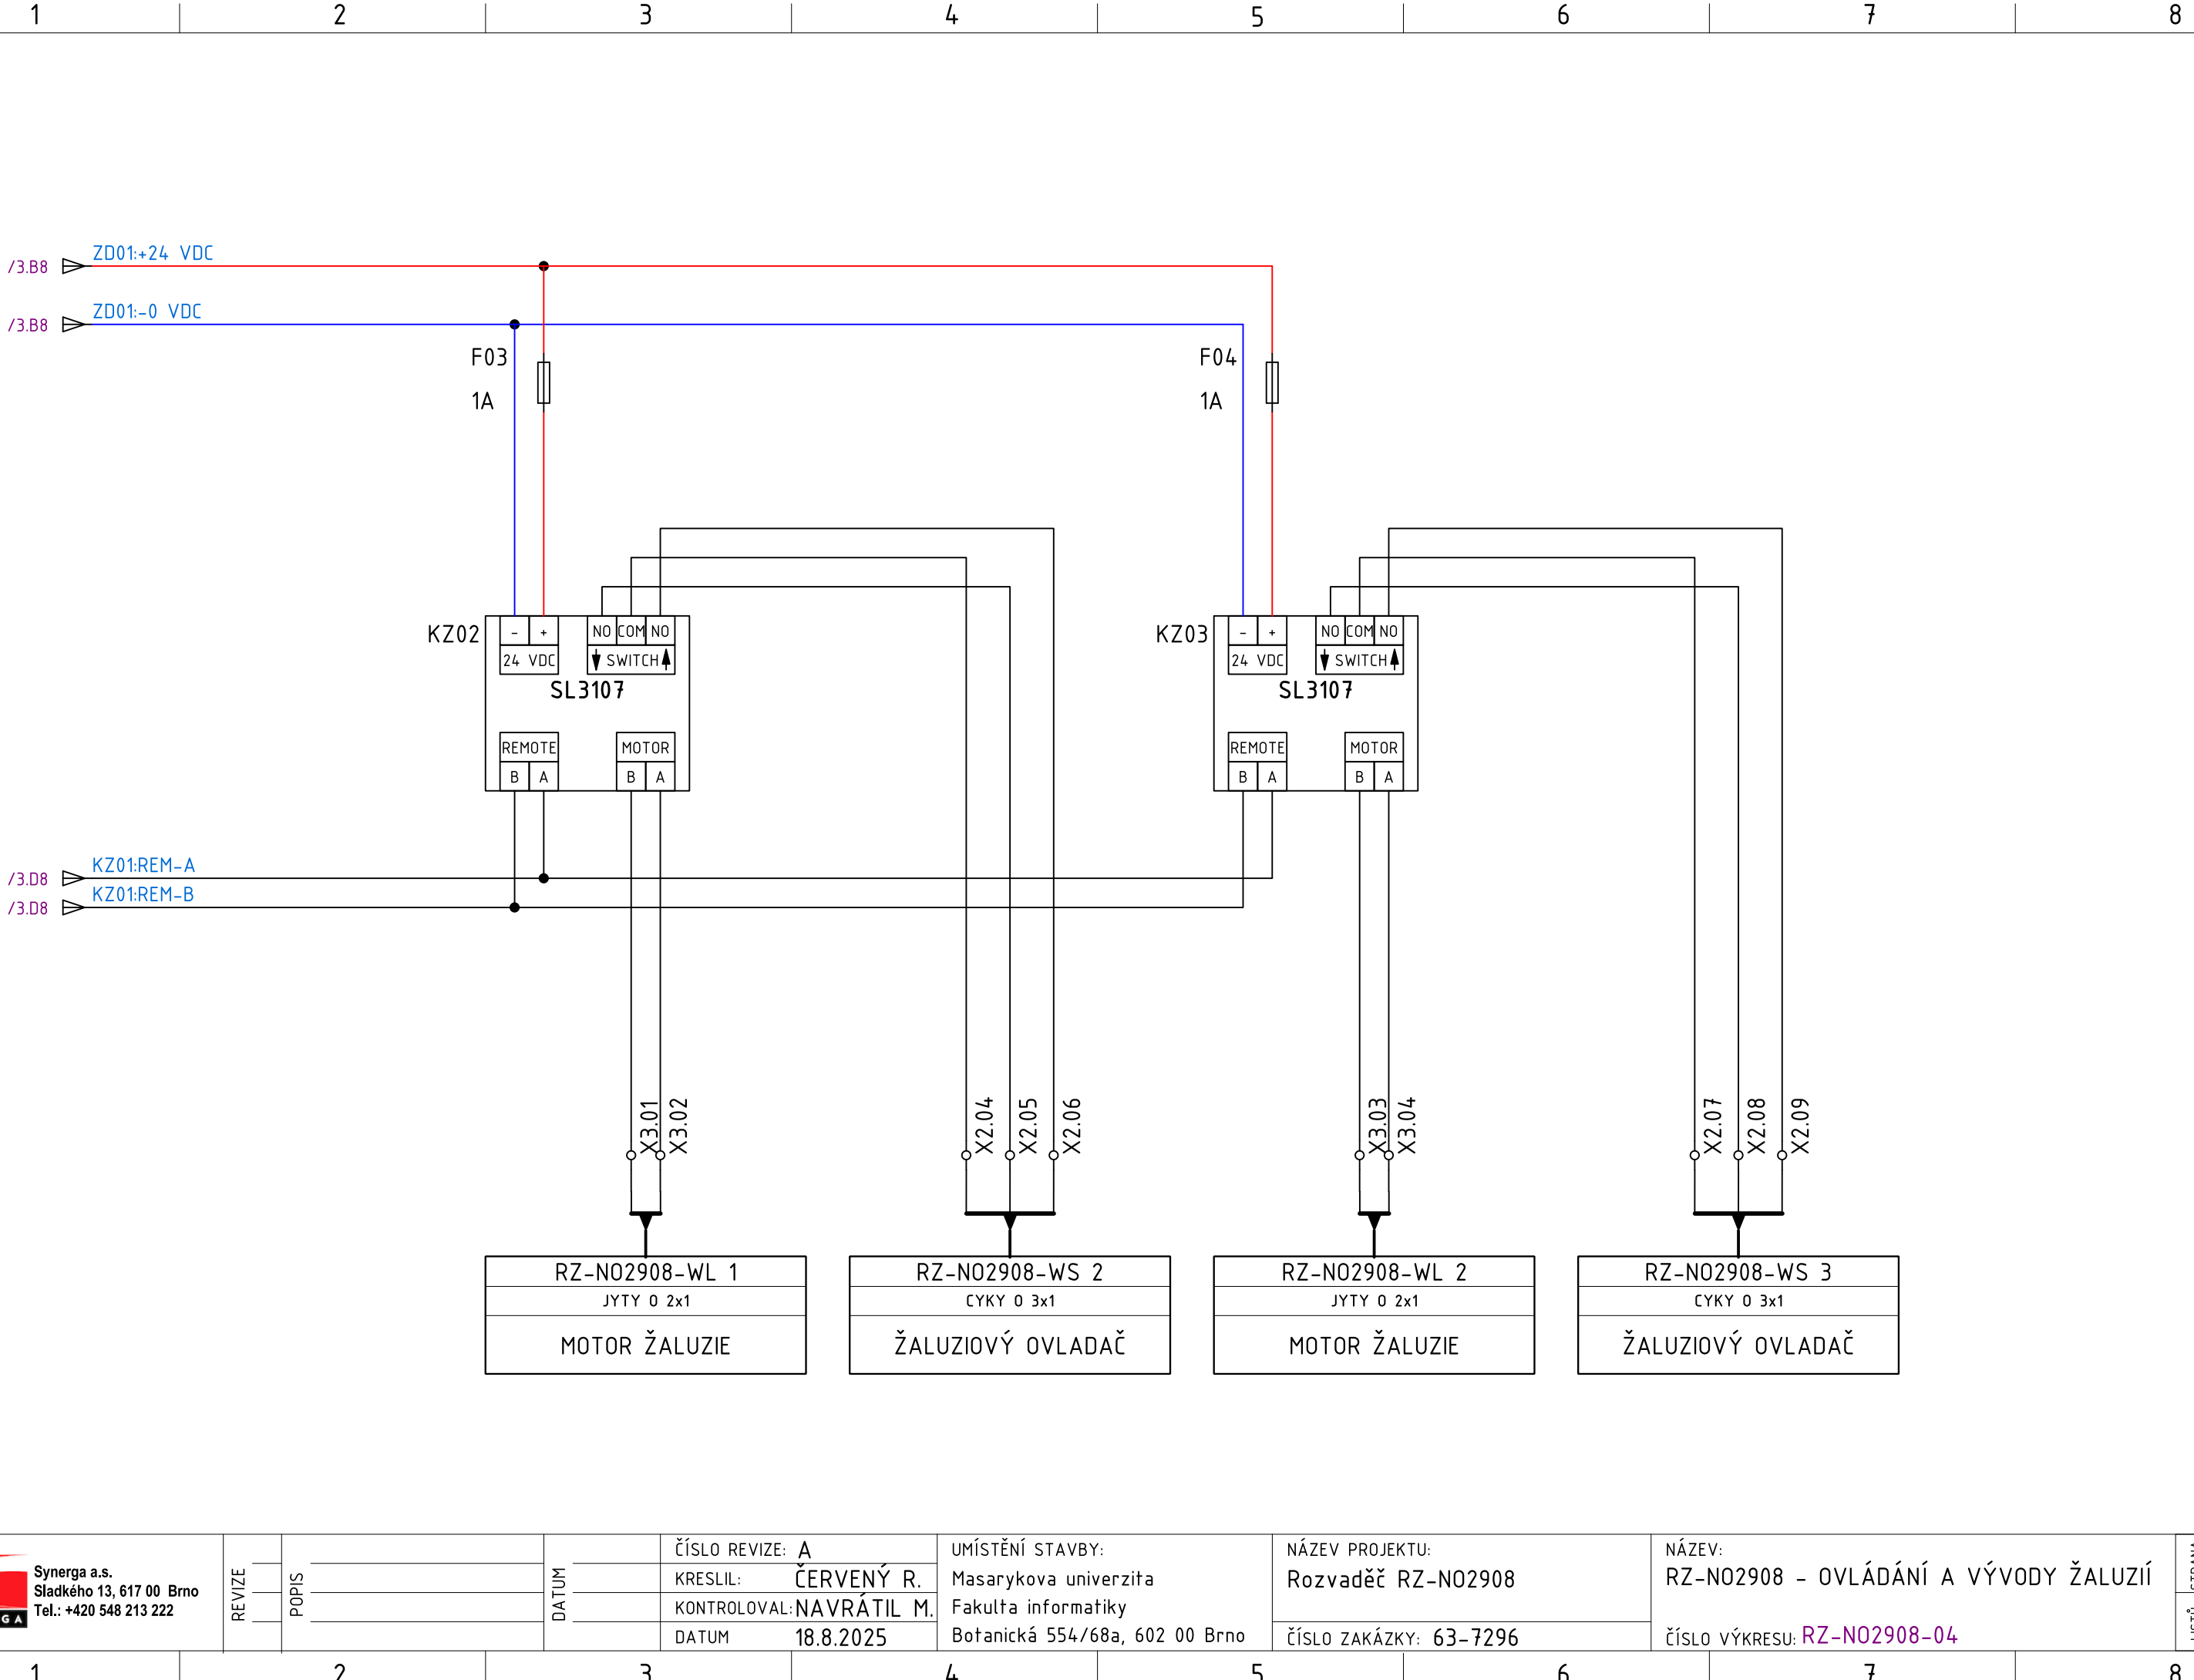 1 2 3 4 5 6 7 8
/3.B8 ZD01:+24 VDC
/3.B8 ZD01:-0 VDC
F03
1A
F04
1A
KZ02
- + NO COM NO
24 VDC SWITCH
SL3107
REMOTE MOTOR
B A B A
KZ03
- + NO COM NO
24 VDC SWITCH
SL3107
REMOTE MOTOR
B A B A
/3.D8 KZ01:REM-A
/3.D8 KZ01:REM-B
X3.01
X3.02
X2.04
X2.05
X2.06
X3.03
X3.04
X2.07
X2.08
X2.09
RZ-NO2908-WL 1
JYTY O 2x1
MOTOR ŽALUZIE
RZ-NO2908-WS 2
CYKY O 3x1
ŽALUZIOVÝ OVLADAČ
RZ-NO2908-WL 2
JYTY O 2x1
MOTOR ŽALUZIE
RZ-NO2908-WS 3
CYKY O 3x1
ŽALUZIOVÝ OVLADAČ
Synerga a.s.
Sladkého 13, 617 00 Brno
Tel.: +420 548 213 222
REVIZE
POPIS
DATUM
ČÍSLO REVIZE: A
KRESLIL: ČERVENÝ R.
KONTROLOVAL: NAVRÁTIL M.
DATUM 18.8.2025
UMÍSTĚNÍ STAVBY:
Masarykova univerzita
Fakulta informatiky
Botanická 554/68a, 602 00 Brno
NÁZEV PROJEKTU:
Rozvaděč RZ-NO2908
ČÍSLO ZAKÁZKY: 63-7296
NÁZEV:
RZ-NO2908 - OVLÁDÁNÍ A VÝVODY ŽALUZIÍ
ČÍSLO VÝKRESU: RZ-NO2908-04
1 2 3 4 5 6 7 8